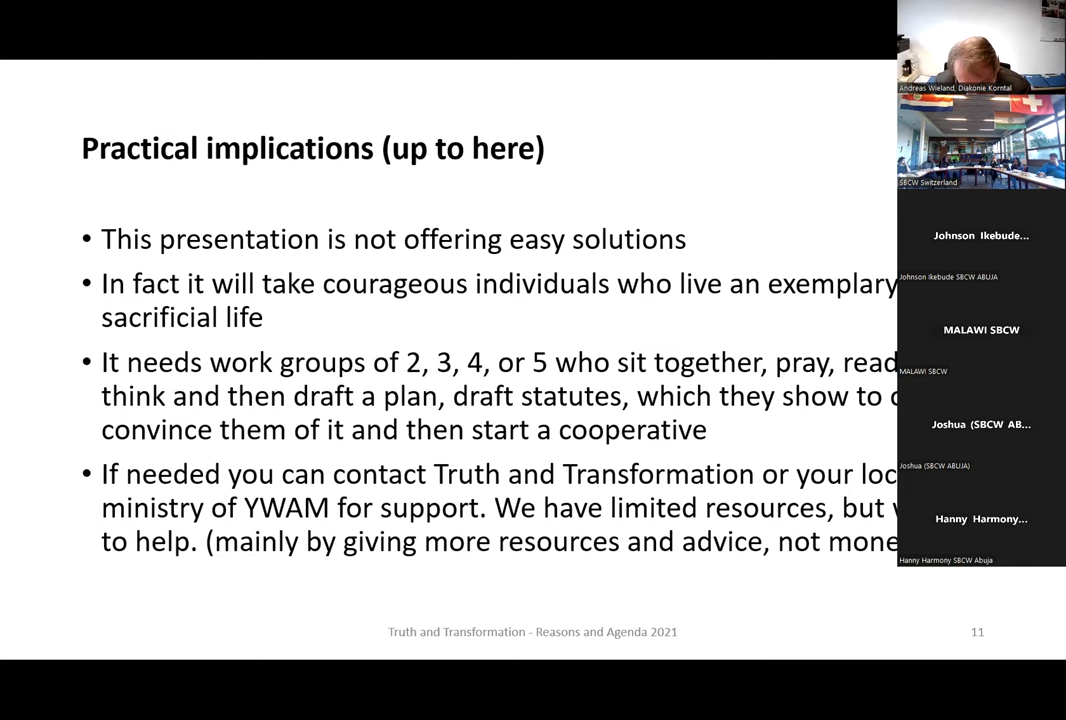 Practical implications (up to here)
• This presentation is not offering easy solutions
• In fact it will take courageous individuals who live an exemplary
sacrificial life
• It needs work groups of 2, 3, 4, or 5 who sit together, pray, read
think and then draft a plan, draft statutes, which they show to
convince them of it and then start a cooperative
• If needed you can contact Truth and Transformation or your loc
ministry of YWAM for support. We have limited resources, but
to help. (mainly by giving more resources and advice, not mone
Truth and Transformation - Reasons and Agenda 2021
11
Andreas Wieland, Diakonie Korntal
SBCW Switzerland
Johnson Ikebude...
Johnson Ikebude SBCW ABUJA
MALAWI SBCW
MALAWI SBCW
Joshua (SBCW AB...
Joshua (SBCW ABUJA)
Hanny Harmony...
Hanny Harmony SBCW Abuja